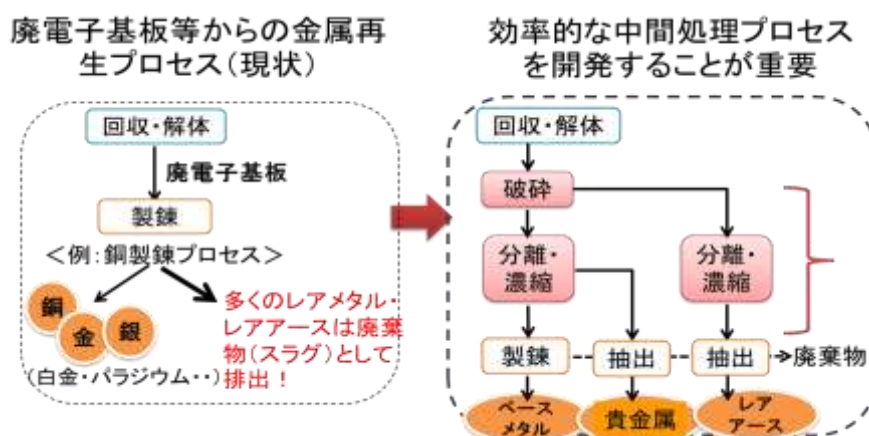 廃電子基板等からの金属再
生プロセス(現状)
回収・解体
廃電子基板
製錬
<例:銅製錬プロセス>
銅
金
銀
(白金・パラジウム・・)
多くのレアメタル・
レアアースは廃棄
物(スラグ)として
排出!
効率的な中間処理プロセス
を開発することが重要
回収・解体
破砕
分離・
濃縮
分離・
濃縮
製錬
抽出
抽出
廃棄物
ベース
メタル
貴金属
レア
アース